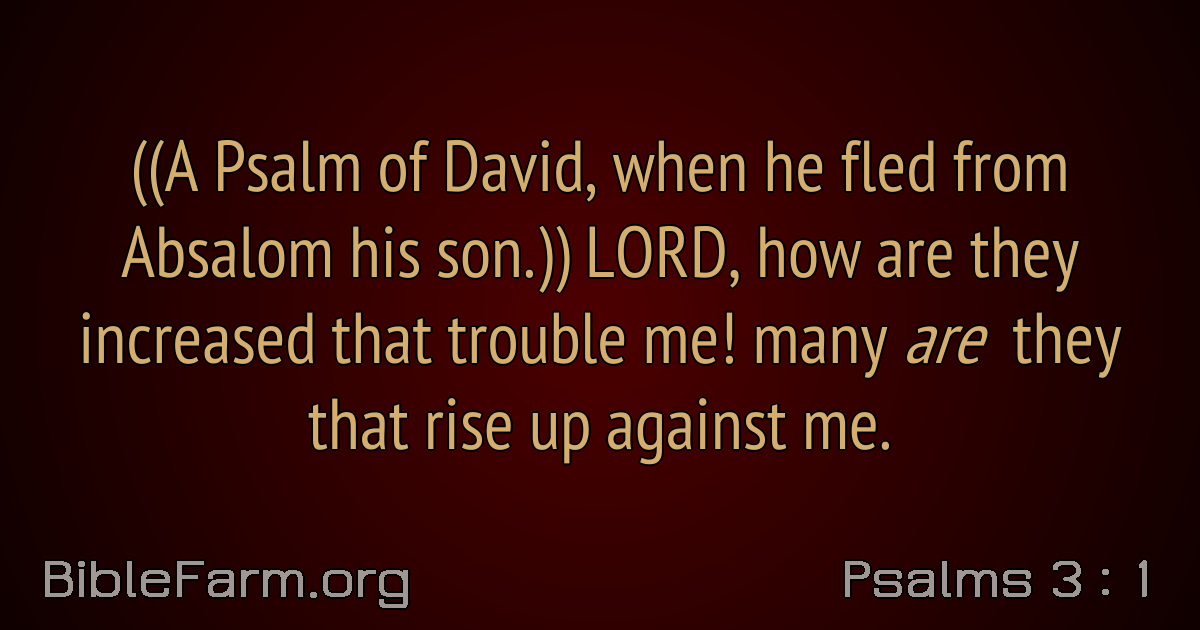 ((A Psalm of David, when he fled from
Absalom his son.)) LORD, how are they
increased that trouble me! many are they
that rise up against me.
BibleFarm.org
Psalms 3 : 1